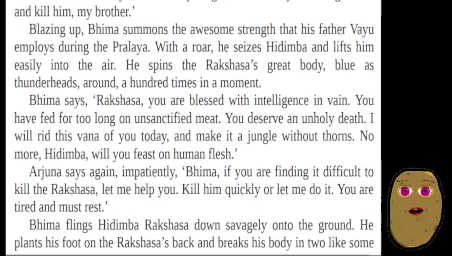 and kill him, my brother.’
Blazing up, Bhima summons the awesome strength that his father Vayu
employs during the Pralaya. With a roar, he seizes Hidimba and lifts him
easily into the air. He spins the Rakshasa’s great body, blue as
thunderheads, around, a hundred times in a moment.
Bhima says, ‘Rakshasa, you are blessed with intelligence in vain. You
have fed for too long on unsanctified meat. You deserve an unholy death. I
will rid this vana of you today, and make it a jungle without thorns. No
more, Hidimba, will you feast on human flesh.’
Arjuna says again, impatiently, ‘Bhima, if you are finding it difficult to
kill the Rakshasa, let me help you. Kill him quickly or let me do it. You are
tired and must rest.’
Bhima flings Hidimba Rakshasa down savagely onto the ground. He
plants his foot on the Rakshasa’s back and breaks his body in two like some